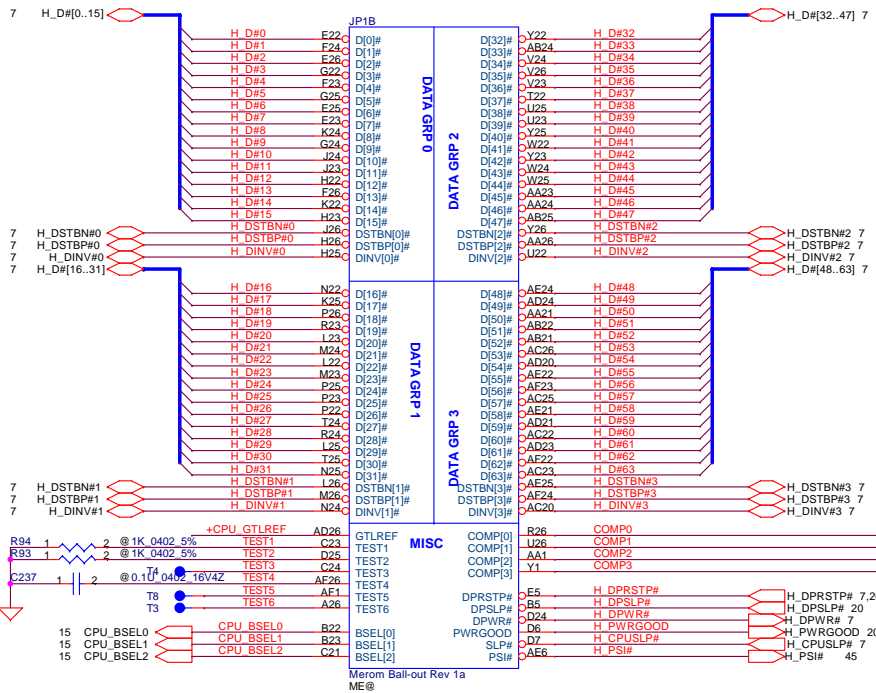 JP1B
7 H_D#[0..15] H_D#[32..47] 7
H_D#0 E22 D[0]# D[32]# Y22 H_D#32
H_D#1 F24 D[1]# D[33]# AB24 H_D#33
H_D#2 E26 D[2]# D[34]# V24 H_D#34
H_D#3 G22 D[3]# D[35]# V26 H_D#35
H_D#4 F23 D[4]# D[36]# V23 H_D#36
H_D#5 G25 D[5]# D[37]# T22 H_D#37
H_D#6 E25 D[6]# D[38]# U25 H_D#38
H_D#7 E23 D[7]# D[39]# U23 H_D#39
H_D#8 K24 D[8]# D[40]# Y25 H_D#40
H_D#9 G24 D[9]# D[41]# W22 H_D#41
H_D#10 J24 D[10]# D[42]# Y23 H_D#42
H_D#11 J23 D[11]# D[43]# W24 H_D#43
H_D#12 H22 D[12]# D[44]# W25 H_D#44
H_D#13 F26 D[13]# D[45]# AA23 H_D#45
H_D#14 K22 D[14]# D[46]# AA24 H_D#46
H_D#15 H23 D[15]# D[47]# AB25 H_D#47
7 H_DSTBN#0 H_DSTBN#0 J26 DSTBN[0]# DSTBN[2]# Y26 H_DSTBN#2 H_DSTBN#2 7
7 H_DSTBP#0 H_DSTBP#0 H26 DSTBP[0]# DSTBP[2]# AA26 H_DSTBP#2 H_DSTBP#2 7
7 H_DINV#0 H_DINV#0 H25 DINV[0]# DINV[2]# U22 H_DINV#2 H_DINV#2 7
DATA GRP 0
DATA GRP 2
7 H_D#[16..31] H_D#[48..63] 7
H_D#16 N22 D[16]# D[48]# AE24 H_D#48
H_D#17 K25 D[17]# D[49]# AD24 H_D#49
H_D#18 P26 D[18]# D[50]# AA21 H_D#50
H_D#19 R23 D[19]# D[51]# AB22 H_D#51
H_D#20 L23 D[20]# D[52]# AB21 H_D#52
H_D#21 M24 D[21]# D[53]# AC26 H_D#53
H_D#22 L22 D[22]# D[54]# AD20 H_D#54
H_D#23 M23 D[23]# D[55]# AE22 H_D#55
H_D#24 P25 D[24]# D[56]# AF23 H_D#56
H_D#25 P23 D[25]# D[57]# AC25 H_D#57
H_D#26 P22 D[26]# D[58]# AE21 H_D#58
H_D#27 T24 D[27]# D[59]# AD21 H_D#59
H_D#28 R24 D[28]# D[60]# AC22 H_D#60
H_D#29 L25 D[29]# D[61]# AD23 H_D#61
H_D#30 T25 D[30]# D[62]# AF22 H_D#62
H_D#31 N25 D[31]# D[63]# AC23 H_D#63
7 H_DSTBN#1 H_DSTBN#1 L26 DSTBN[1]# DSTBN[3]# AE25 H_DSTBN#3 H_DSTBN#3 7
7 H_DSTBP#1 H_DSTBP#1 M26 DSTBP[1]# DSTBP[3]# AF24 H_DSTBP#3 H_DSTBP#3 7
7 H_DINV#1 H_DINV#1 N24 DINV[1]# DINV[3]# AC20 H_DINV#3 H_DINV#3 7
DATA GRP 1
DATA GRP 3
+CPU_GTLREF AD26 GTLREF MISC COMP[0] R26 COMP0
R94 1 2 @ 1K_0402_5% TEST1 C23 TEST1 COMP[1] U26 COMP1
R93 1 2 @ 1K_0402_5% TEST2 D25 TEST2 COMP[2] AA1 COMP2
T4 TEST3 C24 TEST3 COMP[3] Y1 COMP3
C237 1 2 @ 0.1U_0402_16V4Z TEST4 AF26 TEST4
T8 TEST5 AF1 TEST5 DPRSTP# E5 H_DPRSTP# H_DPRSTP# 7,20
T3 TEST6 A26 TEST6 DPSLP# B5 H_DPSLP# H_DPSLP# 20
DPWR# D24 H_DPWR# H_DPWR# 7
15 CPU_BSEL0 CPU_BSEL0 B22 BSEL[0] PWRGOOD D6 H_PWRGOOD H_PWRGOOD 20
15 CPU_BSEL1 CPU_BSEL1 B23 BSEL[1] SLP# D7 H_CPUSLP# H_CPUSLP# 7
15 CPU_BSEL2 CPU_BSEL2 C21 BSEL[2] PSI# AE6 H_PSI# H_PSI# 45
Merom Ball-out Rev 1a
ME@